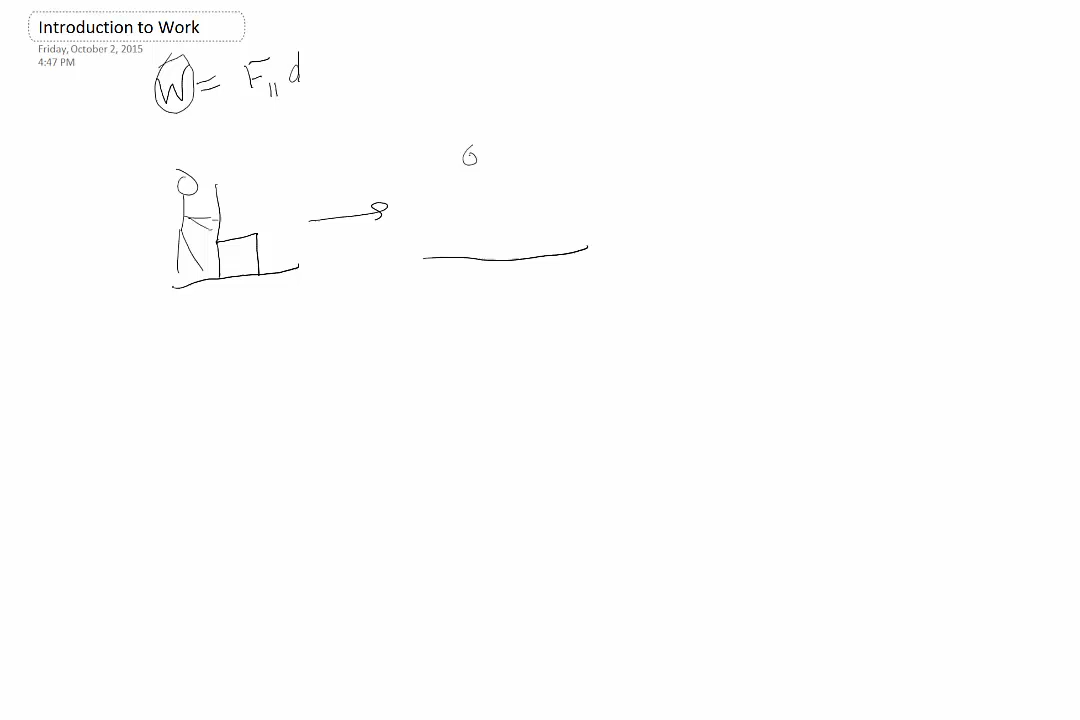 Introduction to Work
Friday, October 2, 2015
4:47 PM
W = F|| d